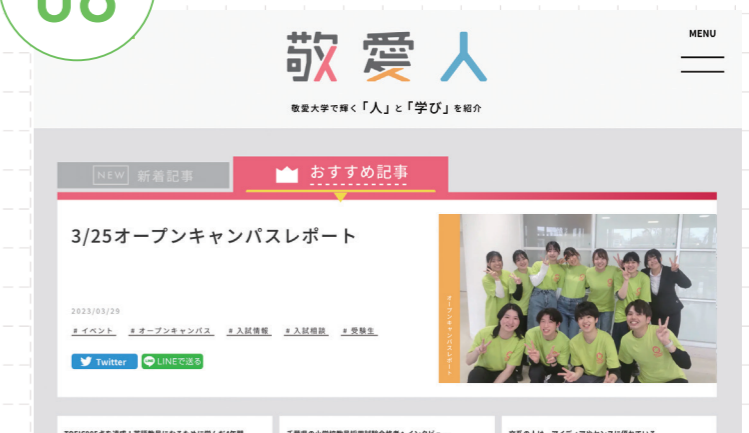 08
敬愛人
MENU
敬愛大学で輝く「人」と「学び」を紹介
NEW 新着記事
おすすめ記事
3/25オープンキャンパスレポート
オープンキャンパスレポート
2023/03/29
# イベント # オープンキャンパス # 入試情報 # 入試相談 # 受験生
Twitter LINEで送る